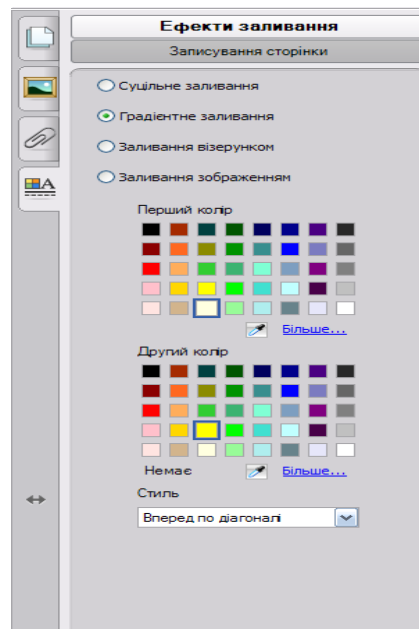 Ефекти заливання
Записування сторінки
Суцільне заливання
Градієнтне заливання
Заливання візерунком
Заливання зображенням
Перший колір
Більше...
Другий колір
Немає
Більше...
Стиль
Вперед по діагоналі